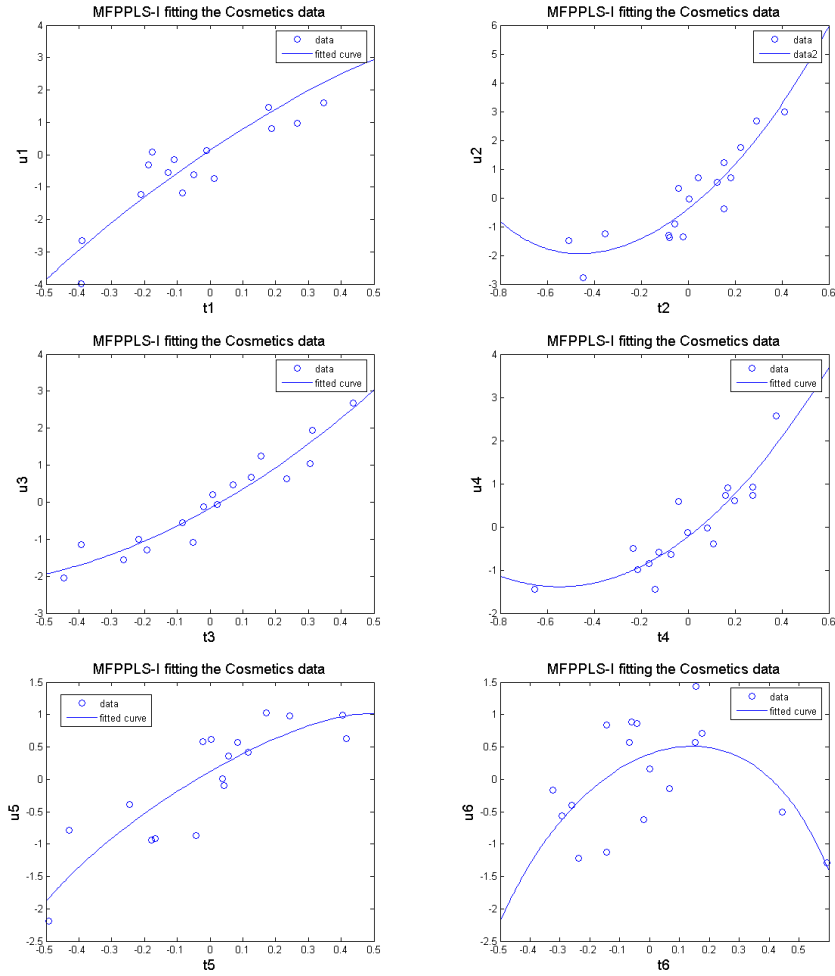 MFPPLS-I fitting the Cosmetics data
data
fitted curve
u1
4
3
2
1
0
-1
-2
-3
-4
-0.5 -0.4 -0.3 -0.2 -0.1 0 0.1 0.2 0.3 0.4 0.5
t1
MFPPLS-I fitting the Cosmetics data
data
data2
u2
6
5
4
3
2
1
0
-1
-2
-3
-0.8 -0.6 -0.4 -0.2 0 0.2 0.4 0.6
t2
MFPPLS-I fitting the Cosmetics data
data
fitted curve
u3
4
3
2
1
0
-1
-2
-3
-0.5 -0.4 -0.3 -0.2 -0.1 0 0.1 0.2 0.3 0.4 0.5
t3
MFPPLS-I fitting the Cosmetics data
data
fitted curve
u4
4
3
2
1
0
-1
-2
-0.8 -0.6 -0.4 -0.2 0 0.2 0.4 0.6
t4
MFPPLS-I fitting the Cosmetics data
data
fitted curve
u5
1.5
1
0.5
0
-0.5
-1
-1.5
-2
-2.5
-0.5 -0.4 -0.3 -0.2 -0.1 0 0.1 0.2 0.3 0.4 0.5
t5
MFPPLS-I fitting the Cosmetics data
data
fitted curve
u6
1.5
1
0.5
0
-0.5
-1
-1.5
-2
-2.5
-0.5 -0.4 -0.3 -0.2 -0.1 0 0.1 0.2 0.3 0.4 0.5
t6